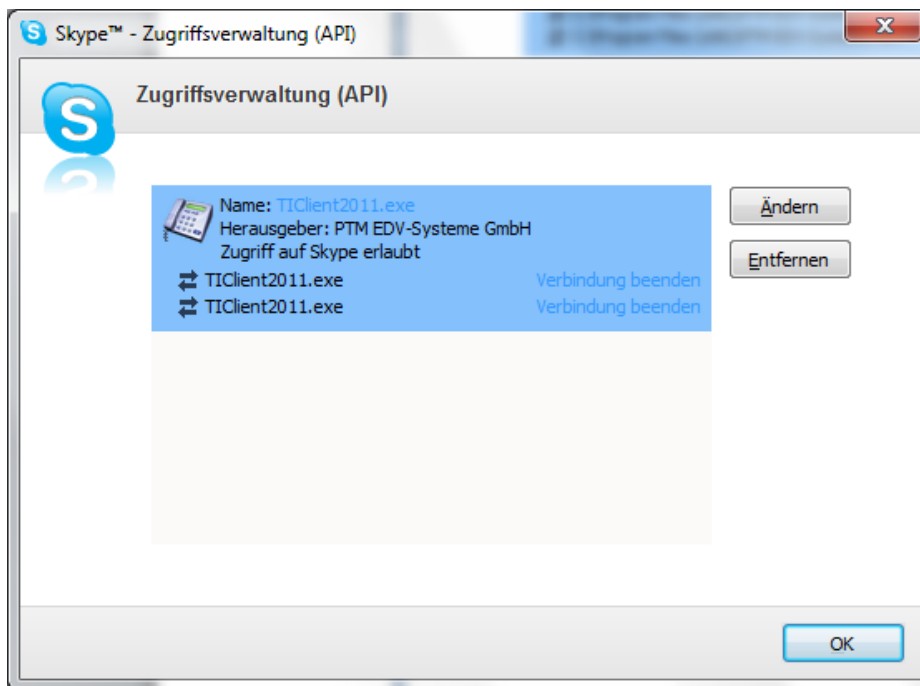 Skype™ - Zugriffsverwaltung (API)
Zugriffsverwaltung (API)
Name: TIClient2011.exe
Herausgeber: PTM EDV-Systeme GmbH
Zugriff auf Skype erlaubt
TIClient2011.exe Verbindung beenden
TIClient2011.exe Verbindung beenden
Ändern
Entfernen
OK